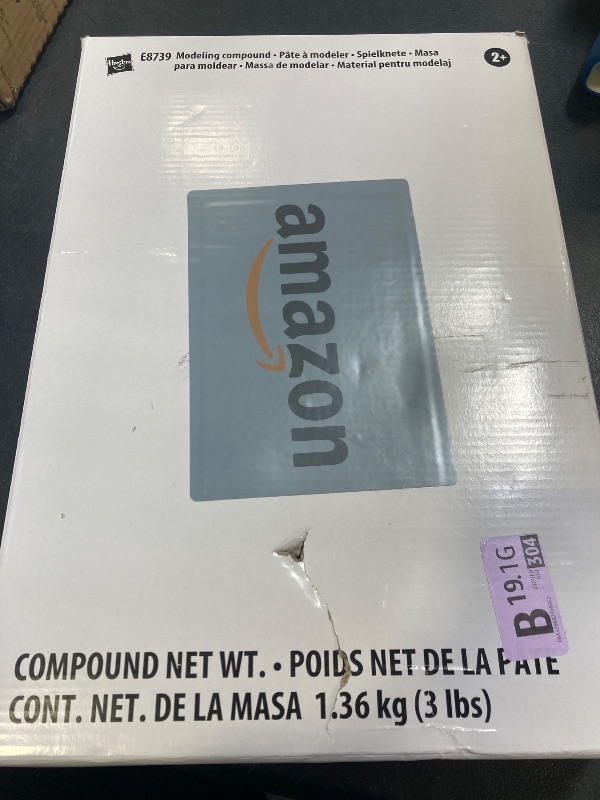 Hasbro
E8739 Modeling compound • Pâte à modeler • Spielknete • Masa
para moldear • Massa de modelar • Material pentru modelaj
2+
amazon
B 19.1G
304
COMPOUND NET WT. • POIDS NET DE LA PÂTE
CONT. NET. DE LA MASA 1.36 kg (3 lbs)